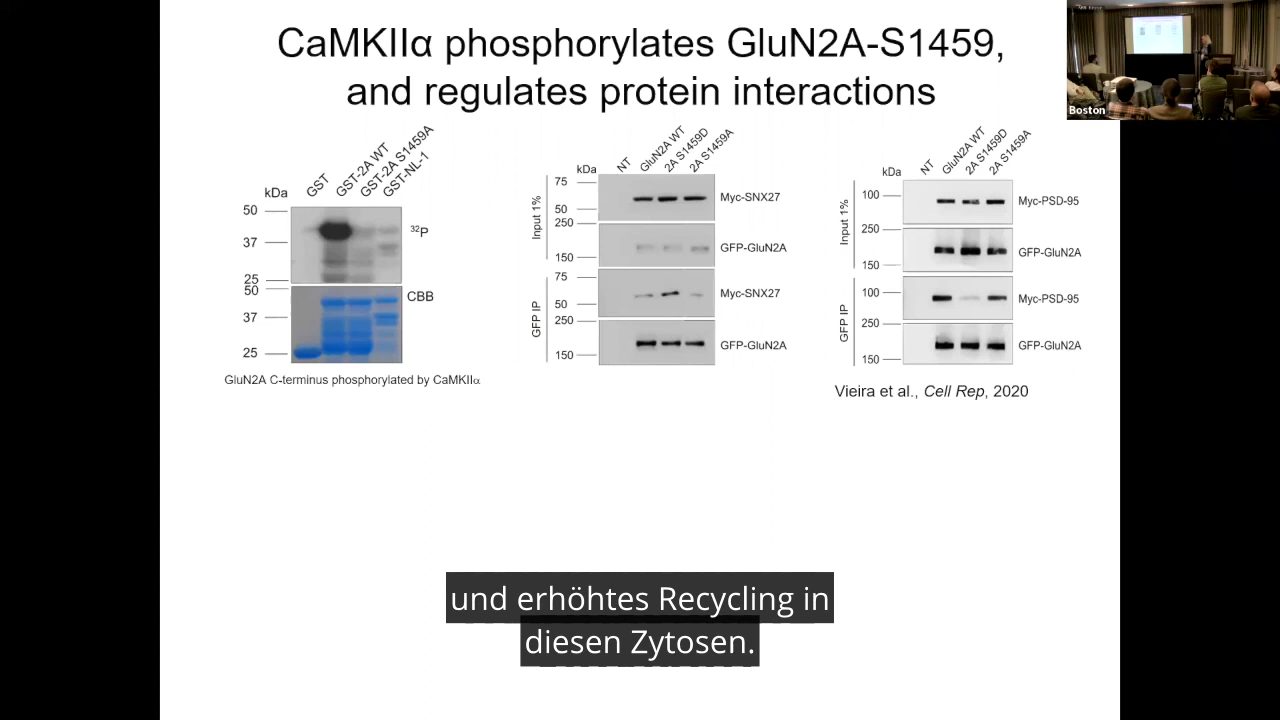 CaMKIIα phosphorylates GluN2A-S1459,
and regulates protein interactions
Boston
kDa
GST
GST-2A WT
GST-2A S1459A
GST-NL-1
50
37
25
32P
50
37
25
CBB
GluN2A C-terminus phosphorylated by CaMKIIα
kDa
NT
GluN2A WT
2A S1459D
2A S1459A
Input 1%
75
50
Myc-SNX27
250
150
GFP-GluN2A
GFP IP
75
50
Myc-SNX27
250
150
GFP-GluN2A
kDa
NT
GluN2A WT
2A S1459D
2A S1459A
Input 1%
100
Myc-PSD-95
250
150
GFP-GluN2A
GFP IP
100
Myc-PSD-95
250
150
GFP-GluN2A
Vieira et al., Cell Rep, 2020
und erhöhtes Recycling in
diesen Zytosen.